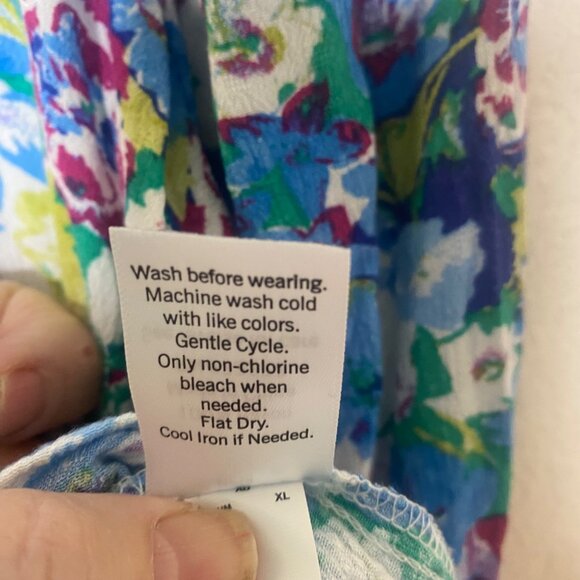 Wash before wearing.
Machine wash cold
with like colors.
Gentle Cycle.
Only non-chlorine
bleach when
needed.
Flat Dry.
Cool Iron if Needed.
XL